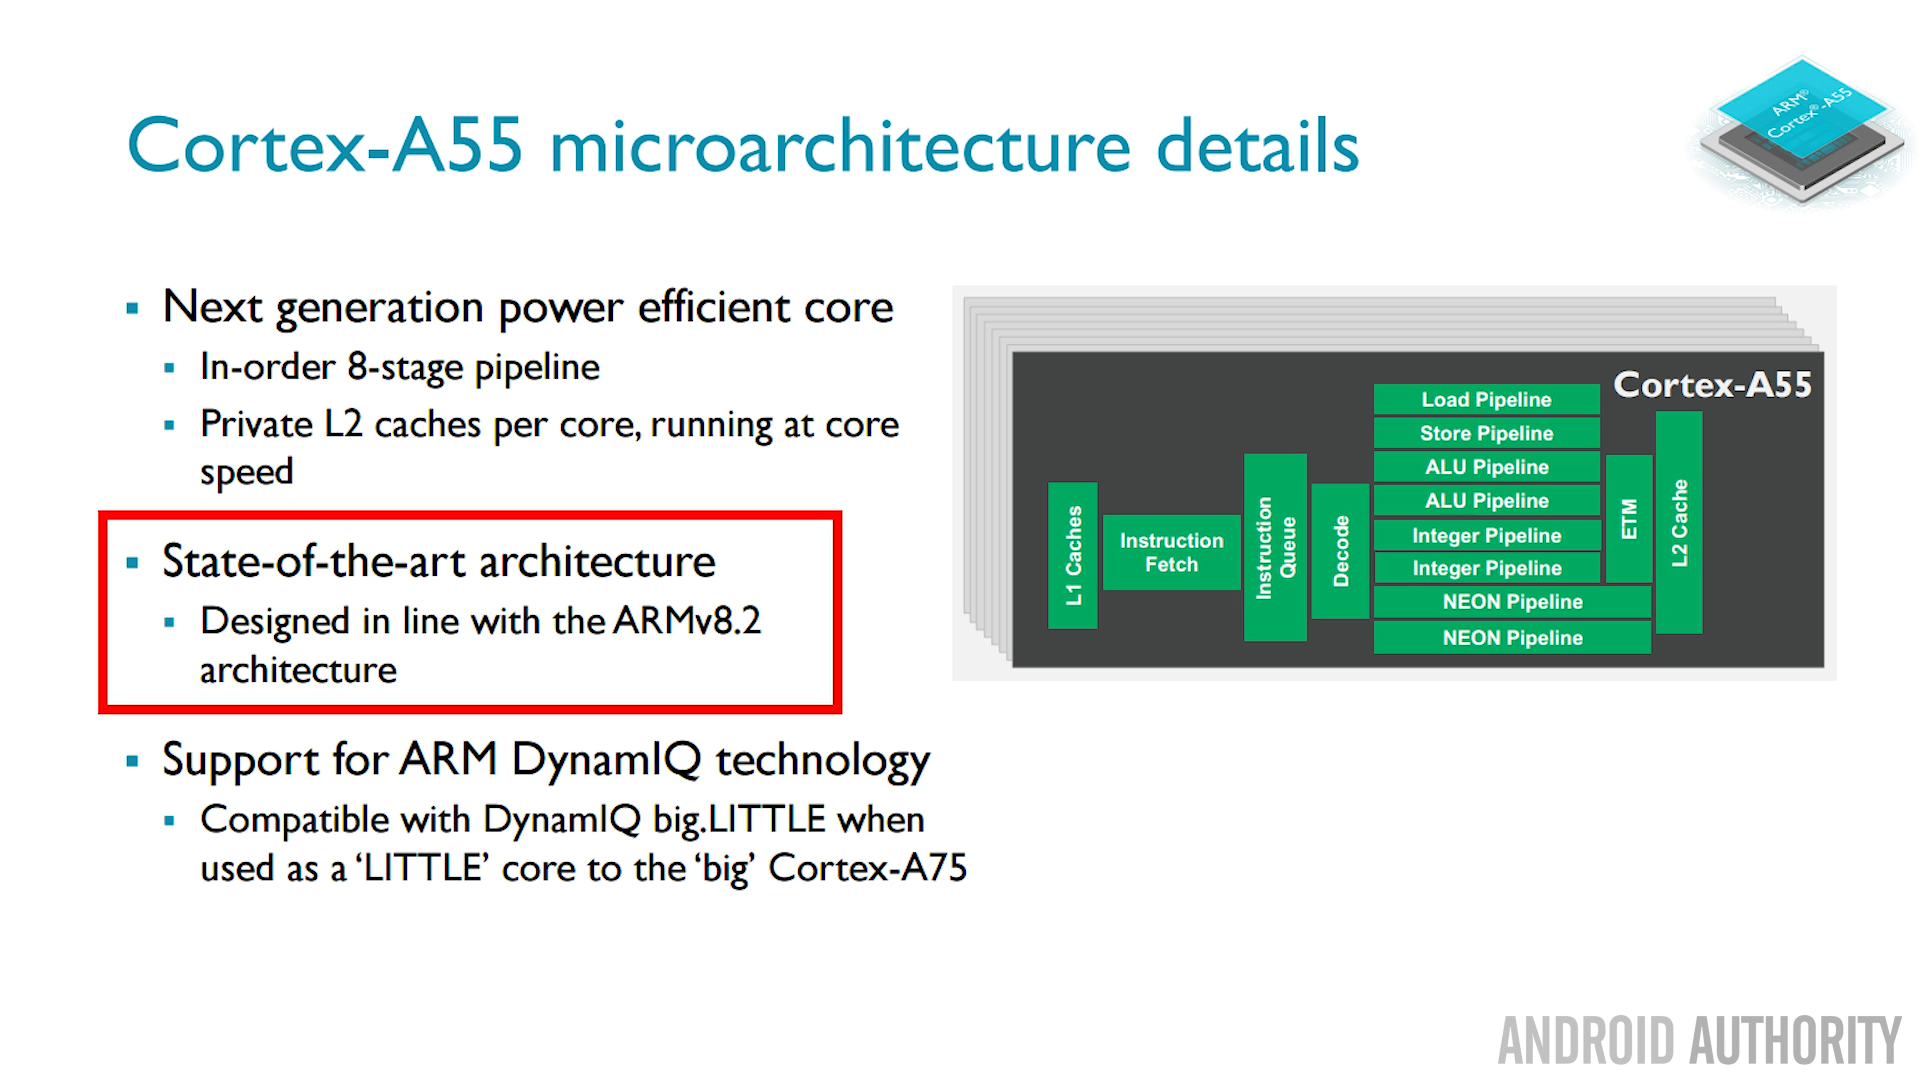 Cortex-A55 microarchitecture details
ARM®
Cortex®-A55
Next generation power efficient core
In-order 8-stage pipeline
Private L2 caches per core, running at core
speed
State-of-the-art architecture
Designed in line with the ARMv8.2
architecture
Support for ARM DynamIQ technology
Compatible with DynamIQ big.LITTLE when
used as a ‘LITTLE’ core to the ‘big’ Cortex-A75
Cortex-A55
L1 Caches
Instruction
Fetch
Instruction
Queue
Decode
Load Pipeline
Store Pipeline
ALU Pipeline
ALU Pipeline
Integer Pipeline
Integer Pipeline
NEON Pipeline
NEON Pipeline
ETM
L2 Cache
ANDROID AUTHORITY